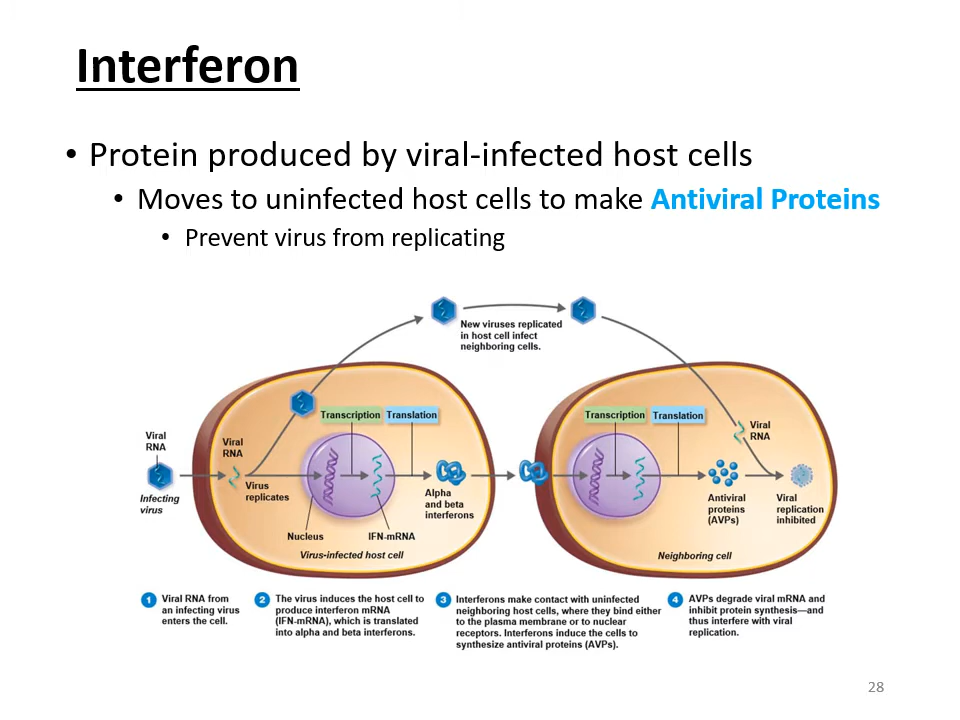 Interferon
• Protein produced by viral-infected host cells
• Moves to uninfected host cells to make Antiviral Proteins
• Prevent virus from replicating
New viruses replicated
in host cell infect
neighboring cells.
Transcription
Translation
Transcription
Translation
Viral
RNA
Infecting
virus
Viral
RNA
Virus
replicates
Nucleus
IFN-mRNA
Virus-infected host cell
Alpha
and beta
interferons
Viral
RNA
Antiviral
proteins
(AVPs)
Viral
replication
inhibited
Neighboring cell
1 Viral RNA from
an infecting virus
enters the cell.
2 The virus induces the host cell to
produce interferon mRNA
(IFN-mRNA), which is translated
into alpha and beta interferons.
3 Interferons make contact with uninfected
neighboring host cells, where they bind either
to the plasma membrane or to nuclear
receptors. Interferons induce the cells to
synthesize antiviral proteins (AVPs).
4 AVPs degrade viral mRNA and
inhibit protein synthesis—and
thus interfere with viral
replication.
28